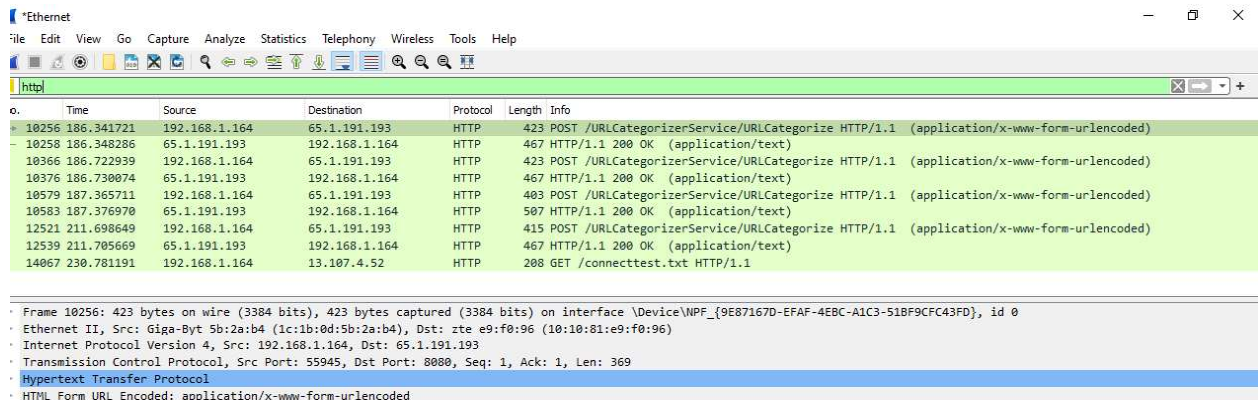 *Ethernet
File Edit View Go Capture Analyze Statistics Telephony Wireless Tools Help
http
No. Time Source Destination Protocol Length Info
10256 186.341721 192.168.1.164 65.1.191.193 HTTP 423 POST /URLCategorizerService/URLCategorize HTTP/1.1 (application/x-www-form-urlencoded)
10258 186.348286 65.1.191.193 192.168.1.164 HTTP 467 HTTP/1.1 200 OK (application/text)
10366 186.722939 192.168.1.164 65.1.191.193 HTTP 423 POST /URLCategorizerService/URLCategorize HTTP/1.1 (application/x-www-form-urlencoded)
10376 186.730074 65.1.191.193 192.168.1.164 HTTP 467 HTTP/1.1 200 OK (application/text)
10579 187.365711 192.168.1.164 65.1.191.193 HTTP 403 POST /URLCategorizerService/URLCategorize HTTP/1.1 (application/x-www-form-urlencoded)
10583 187.376970 65.1.191.193 192.168.1.164 HTTP 507 HTTP/1.1 200 OK (application/text)
12521 211.698649 192.168.1.164 65.1.191.193 HTTP 415 POST /URLCategorizerService/URLCategorize HTTP/1.1 (application/x-www-form-urlencoded)
12539 211.705669 65.1.191.193 192.168.1.164 HTTP 467 HTTP/1.1 200 OK (application/text)
14067 230.781191 192.168.1.164 13.107.4.52 HTTP 208 GET /connecttest.txt HTTP/1.1
Frame 10256: 423 bytes on wire (3384 bits), 423 bytes captured (3384 bits) on interface \Device\NPF_{9E87167D-EFAF-4EBC-A1C3-51BF9CFC43FD}, id 0
Ethernet II, Src: Giga-Byt 5b:2a:b4 (1c:1b:0d:5b:2a:b4), Dst: zte e9:f0:96 (10:10:81:e9:f0:96)
Internet Protocol Version 4, Src: 192.168.1.164, Dst: 65.1.191.193
Transmission Control Protocol, Src Port: 55945, Dst Port: 8080, Seq: 1, Ack: 1, Len: 369
Hypertext Transfer Protocol
HTML Form URL Encoded: application/x-www-form-urlencoded